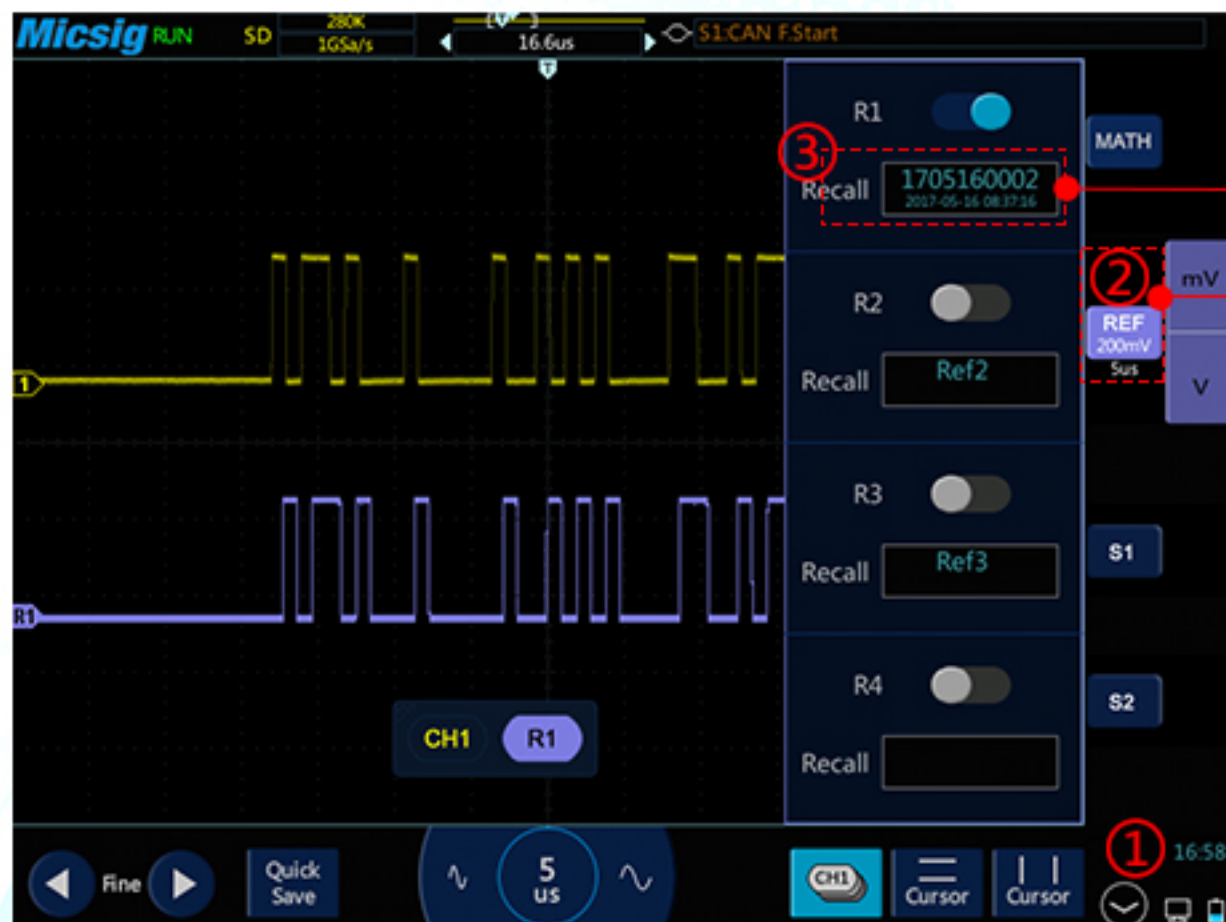 Micsig RUN SD 280K 1GSa/s 16.6us S1:CAN F.Start
T
R1
③
Recall 1705160002
2017-05-16 08:37:16
MATH
R2
②
mV
REF
200mV
5us
Recall Ref2
V
1
R3
Recall Ref3
S1
R1
R4
S2
CH1 R1
Recall
①
16:58
Fine
Quick
Save
5
us
CH1
Cursor
Cursor